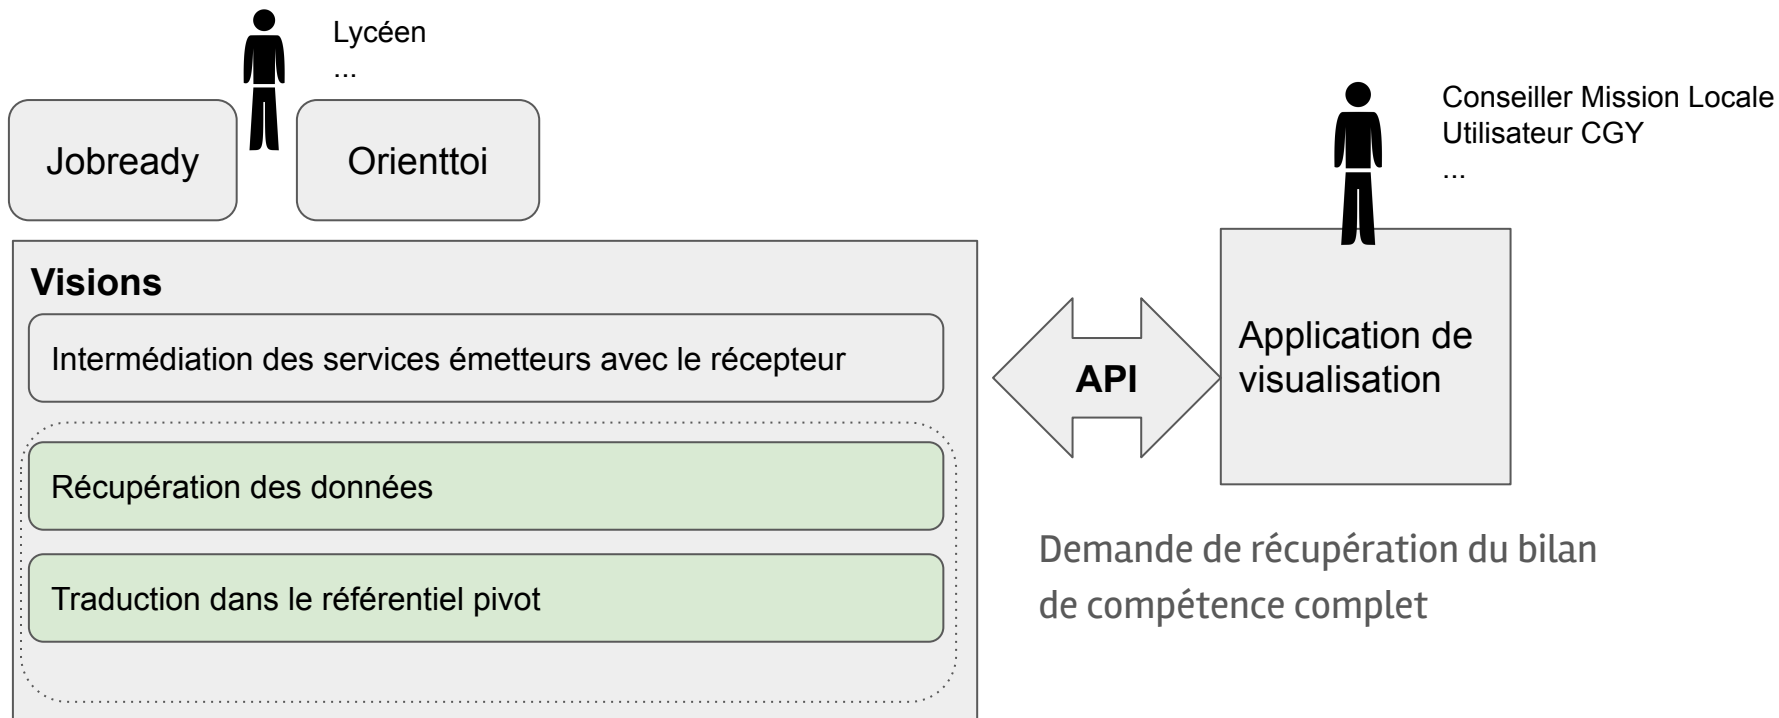 Lycéen
...
Jobready
Orienttoi
Conseiller Mission Locale
Utilisateur CGY
...
Visions
Intermédiation des services émetteurs avec le récepteur
Récupération des données
Traduction dans le référentiel pivot
API
Application de
visualisation
Demande de récupération du bilan
de compétence complet